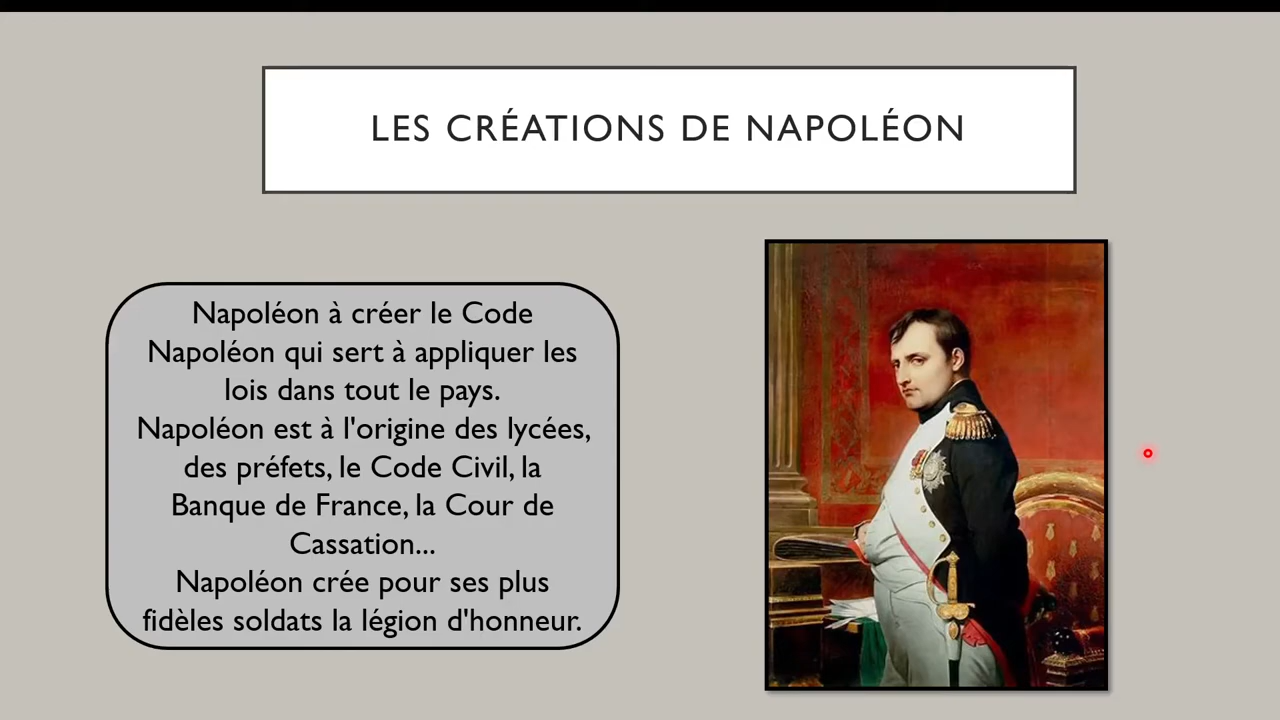 LES CRÉATIONS DE NAPOLÉON
Napoléon à créer le Code
Napoléon qui sert à appliquer les
lois dans tout le pays.
Napoléon est à l'origine des lycées,
des préfets, le Code Civil, la
Banque de France, la Cour de
Cassation...
Napoléon crée pour ses plus
fidèles soldats la légion d'honneur.